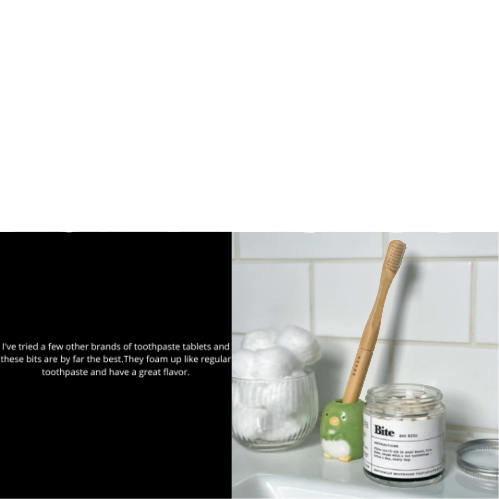 I've tried a few other brands of toothpaste tablets and
these bits are by far the best.They foam up like regular
toothpaste and have a great flavor.
Bite